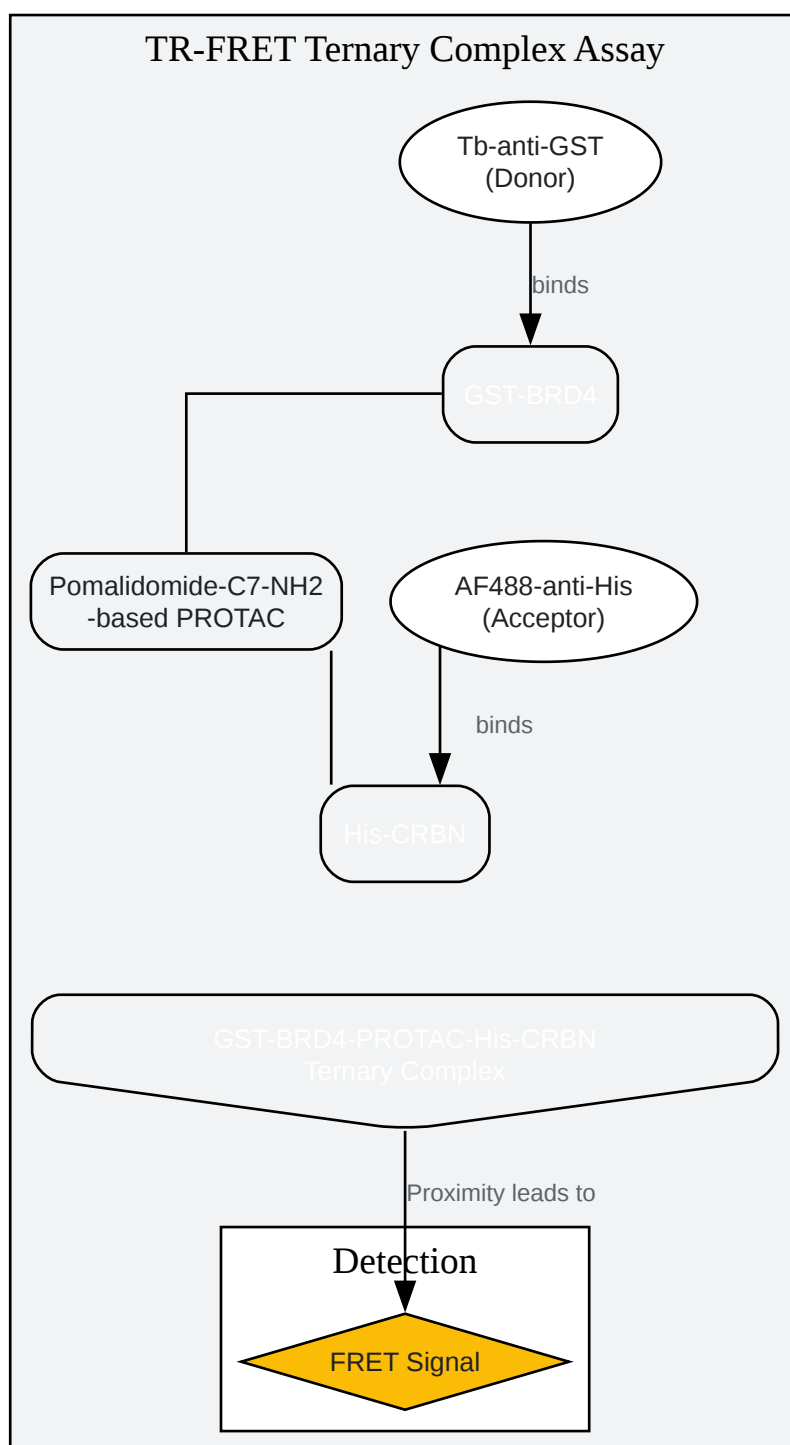 TR-FRET Ternary Complex Assay
Tb-anti-GST
(Donor)
binds
GST-BRD4
Pomalidomide-C7-NH2
-based PROTAC
AF488-anti-His
(Acceptor)
binds
His-CRBN
GST-BRD4-PROTAC-His-CRBN
Ternary Complex
Proximity leads to
Detection
FRET Signal